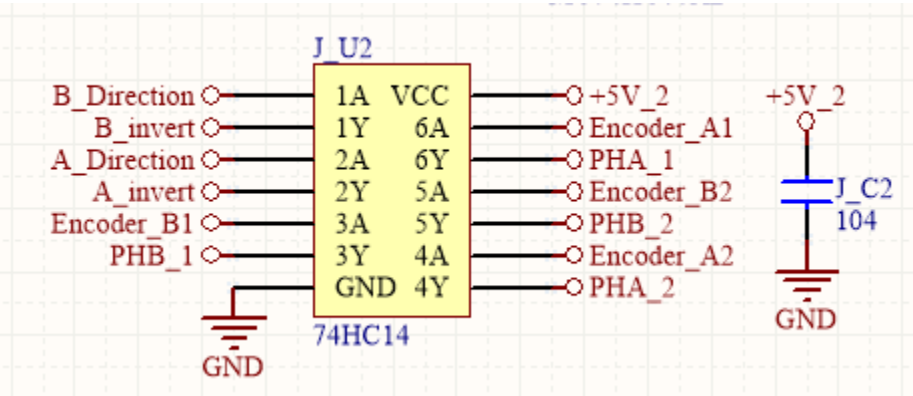 J_U2
B_Direction 1A VCC +5V_2 +5V_2
B_invert 1Y 6A Encoder_A1
A_Direction 2A 6Y PHA_1
A_invert 2Y 5A Encoder_B2 J_C2
Encoder_B1 3A 5Y PHB_2 104
PHB_1 3Y 4A Encoder_A2
GND 4Y PHA_2
GND
74HC14
GND